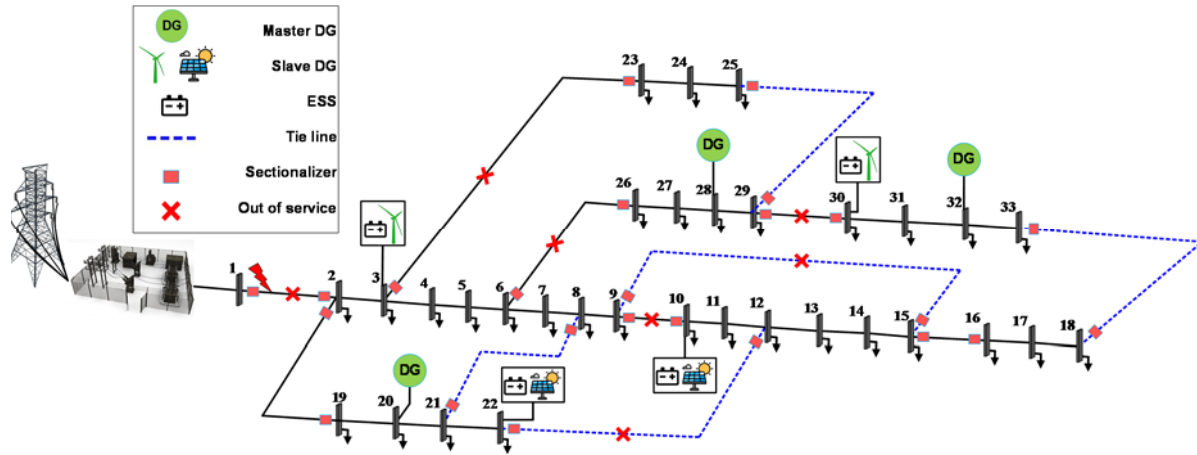 DG
Master DG
Slave DG
ESS
Tie line
Sectionalizer
Out of service
23 24 25
DG DG
26 27 28 29 30 31 32 33
1 2 3 4 5 6 7 8 9 10 11 12 13 14 15 16 17 18
DG
19 20 21 22